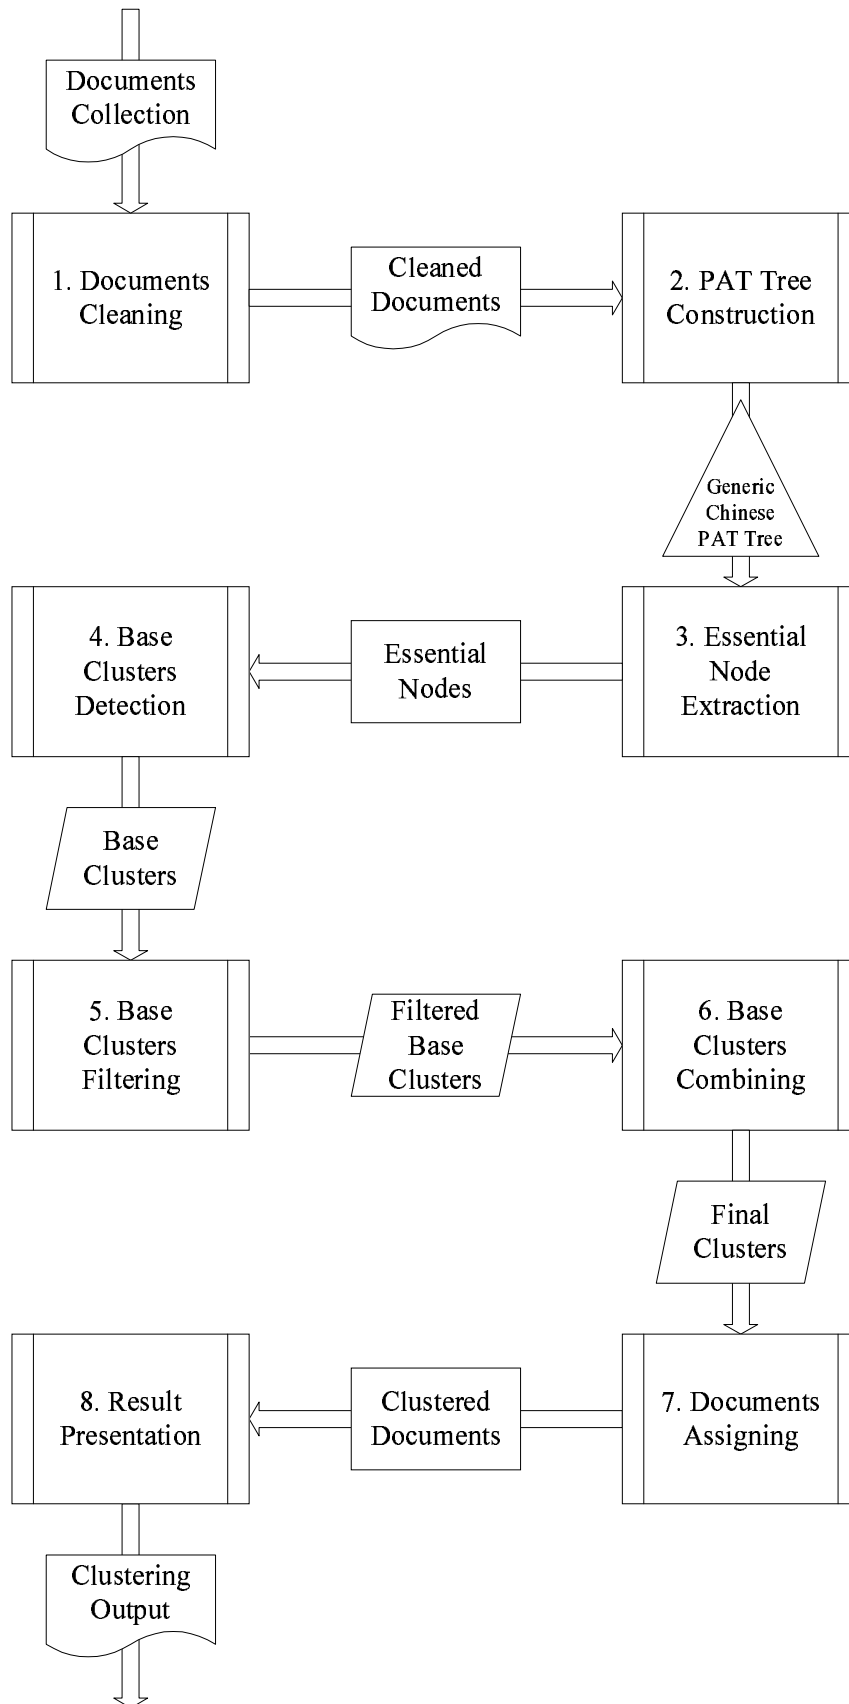 Documents
Collection
1. Documents
Cleaning
Cleaned
Documents
2. PAT Tree
Construction
Generic
Chinese
PAT Tree
3. Essential
Node
Extraction
Essential
Nodes
4. Base
Clusters
Detection
Base
Clusters
5. Base
Clusters
Filtering
Filtered
Base
Clusters
6. Base
Clusters
Combining
Final
Clusters
7. Documents
Assigning
Clustered
Documents
8. Result
Presentation
Clustering
Output